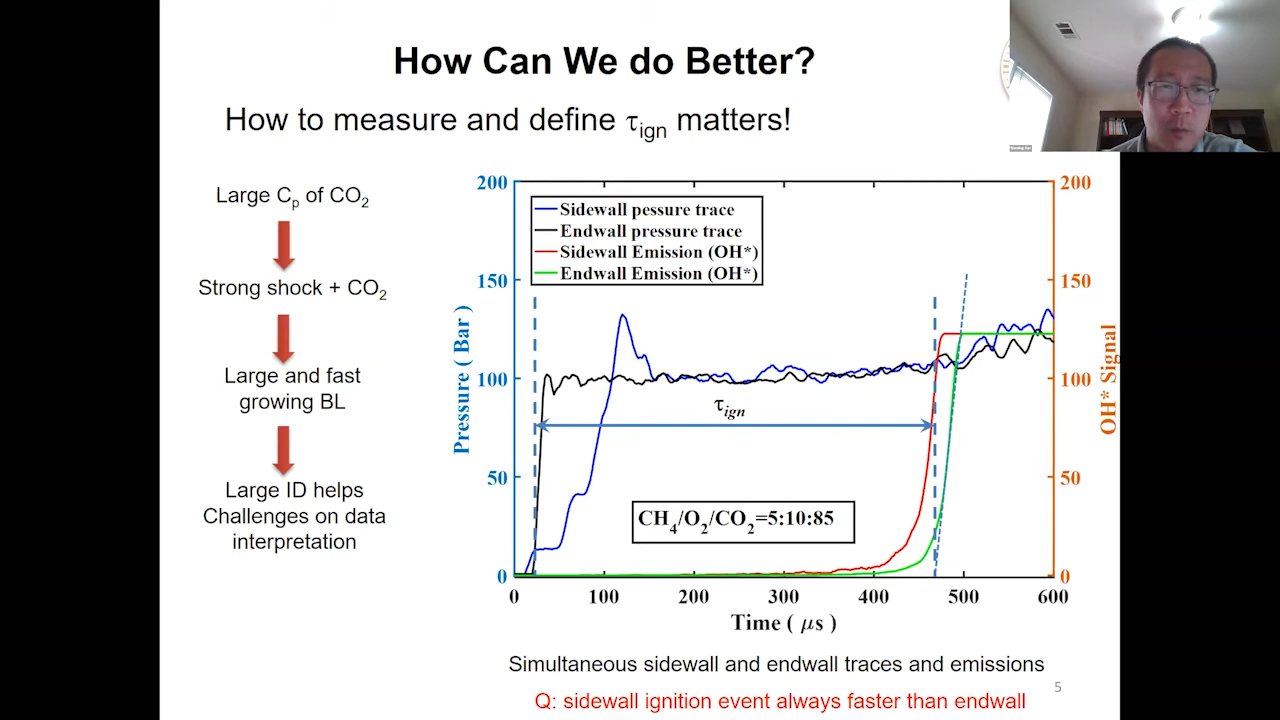 How Can We do Better?
How to measure and define τign matters!
Large Cp of CO2
Strong shock + CO2
Large and fast
growing BL
Large ID helps
Challenges on data
interpretation
200
150
100
50
0
Pressure ( Bar )
Sidewall pessure trace
Endwall pressure trace
Sidewall Emission (OH*)
Endwall Emission (OH*)
τign
CH4/O2/CO2=5:10:85
200
150
100
50
0
OH* Signal
0 100 200 300 400 500 600
Time ( μs )
Simultaneous sidewall and endwall traces and emissions
Q: sidewall ignition event always faster than endwall
5